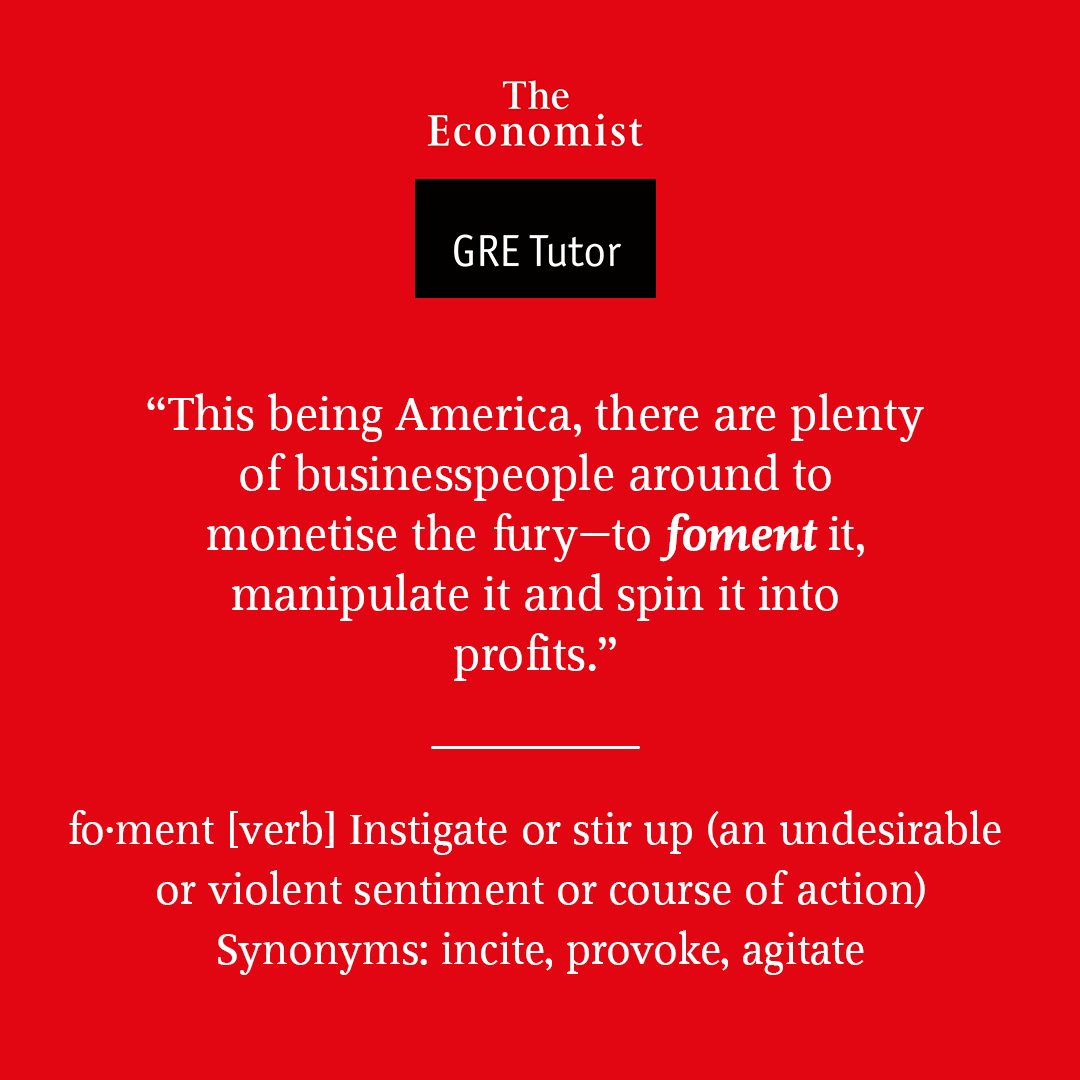 The
Economist
GRE Tutor
“This being America, there are plenty
of businesspeople around to
monetise the fury—to foment it,
manipulate it and spin it into
profits.”
fo·ment [verb] Instigate or stir up (an undesirable
or violent sentiment or course of action)
Synonyms: incite, provoke, agitate